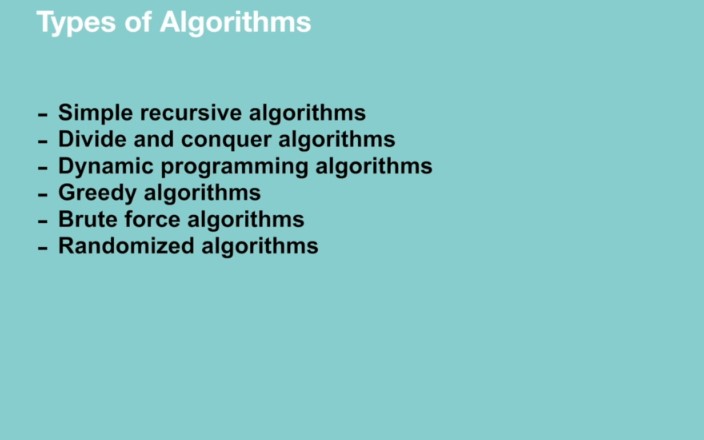 Types of Algorithms
- Simple recursive algorithms
- Divide and conquer algorithms
- Dynamic programming algorithms
- Greedy algorithms
- Brute force algorithms
- Randomized algorithms